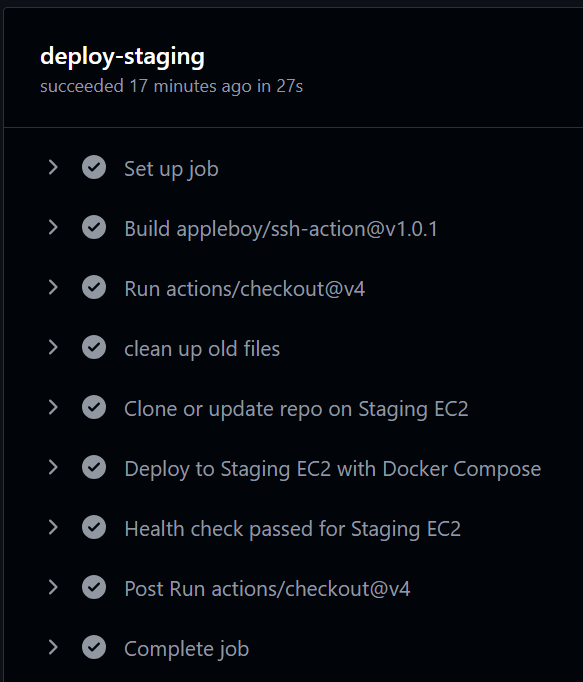 deploy-staging
succeeded 17 minutes ago in 27s
Set up job
Build appleboy/ssh-action@v1.0.1
Run actions/checkout@v4
clean up old files
Clone or update repo on Staging EC2
Deploy to Staging EC2 with Docker Compose
Health check passed for Staging EC2
Post Run actions/checkout@v4
Complete job